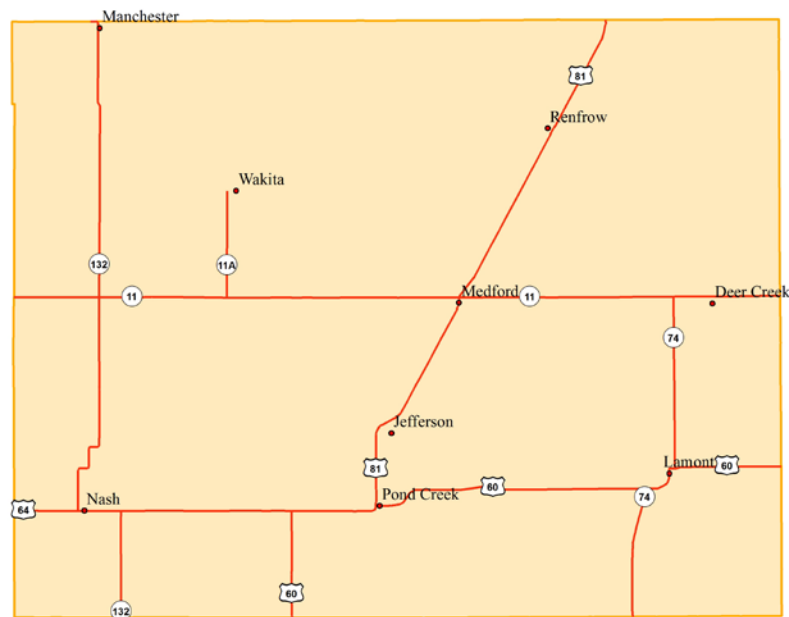 Manchester
81
Renfrow
Wakita
132
11A
11
Medford
11
Deer Creek
74
Jefferson
81
Lamont
60
Nash
Pond Creek
60
74
64
60
132